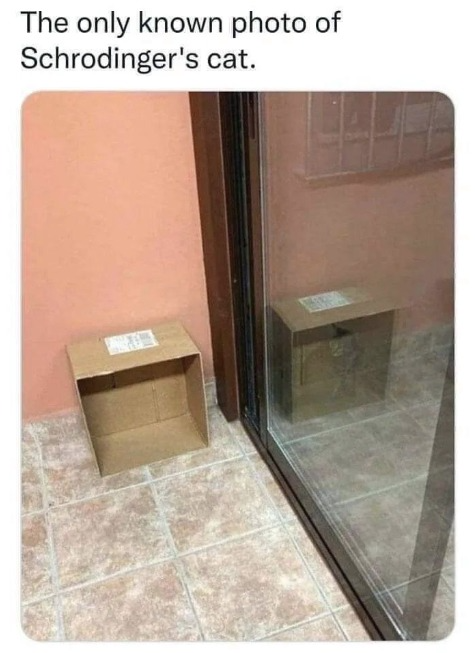 The only known photo of
Schrodinger's cat.